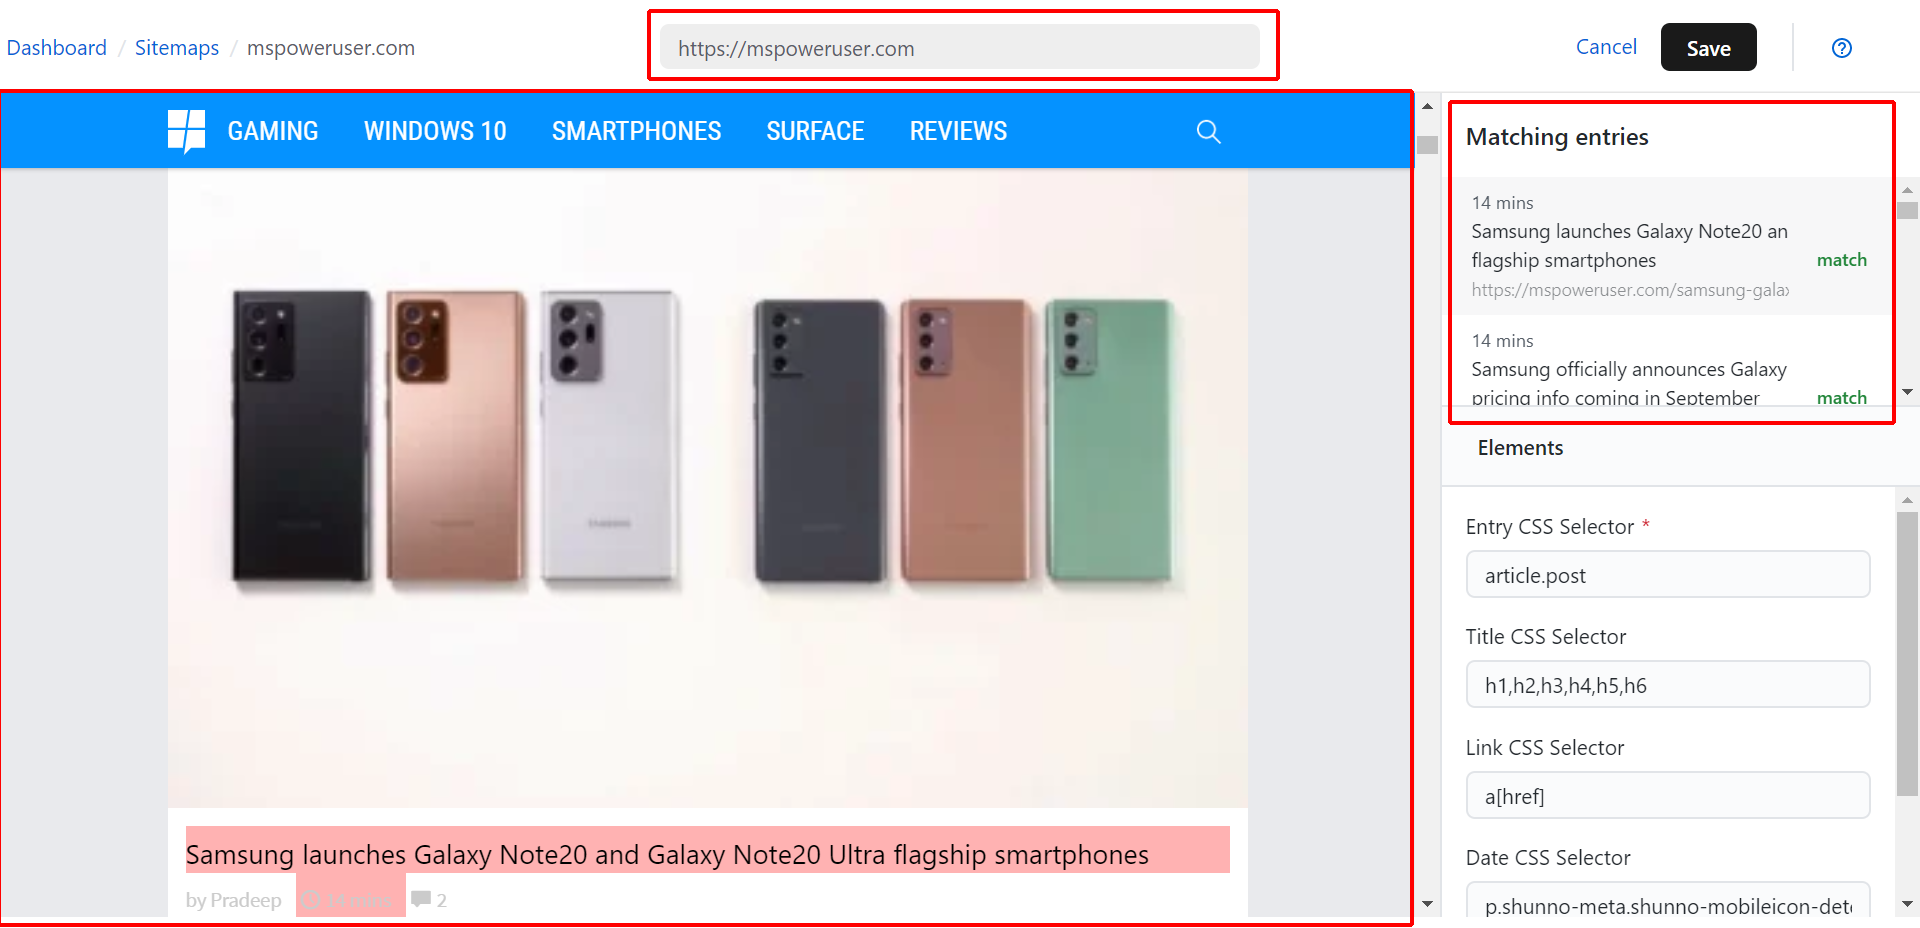 Dashboard / Sitemaps / mspoweruser.com
https://mspoweruser.com
Cancel
Save
GAMING WINDOWS 10 SMARTPHONES SURFACE REVIEWS
SAMSUNG
Samsung launches Galaxy Note20 and Galaxy Note20 Ultra flagship smartphones
by Pradeep 14 mins 2
Matching entries
14 mins
Samsung launches Galaxy Note20 an
flagship smartphones
match
https://mspoweruser.com/samsung-gala
14 mins
Samsung officially announces Galaxy
pricing info coming in September
match
Elements
Entry CSS Selector *
article.post
Title CSS Selector
h1,h2,h3,h4,h5,h6
Link CSS Selector
a[href]
Date CSS Selector
p.shunno-meta.shunno-mobileicon-det